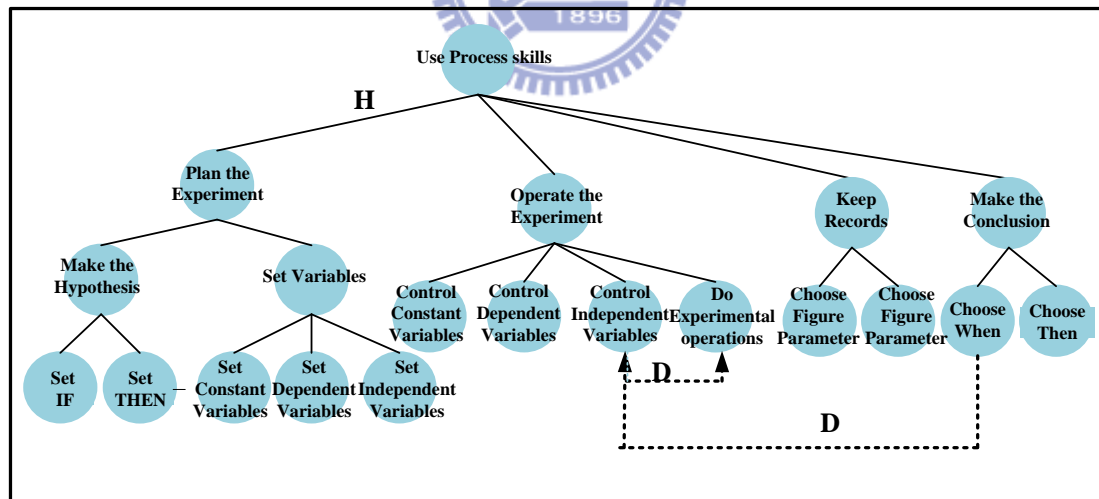 1896
Use Process skills
H
Plan the
Experiment
Operate the
Experiment
Keep
Records
Make the
Conclusion
Make the
Hypothesis
Set Variables
Control
Constant
Variables
Control
Dependent
Variables
Control
Independent
Variables
Do
Experimental
operations
Choose
Figure
Parameter
Choose
Figure
Parameter
Choose
When
Choose
Then
Set
IF
Set
THEN
Set
Constant
Variables
Set
Dependent
Variables
Set
Independent
Variables
D
D